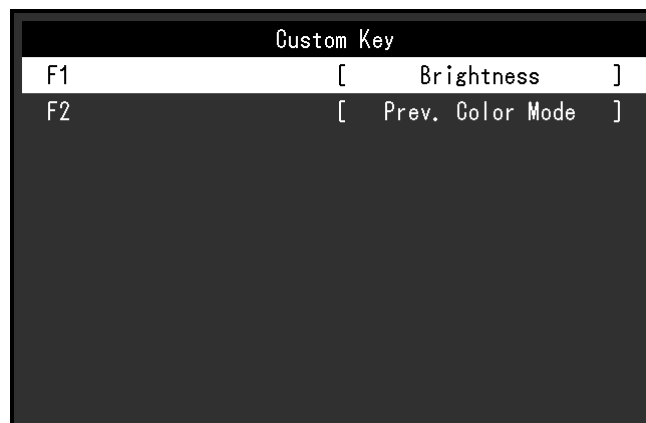 Custom Key
F1 [ Brightness ]
F2 [ Prev. Color Mode ]